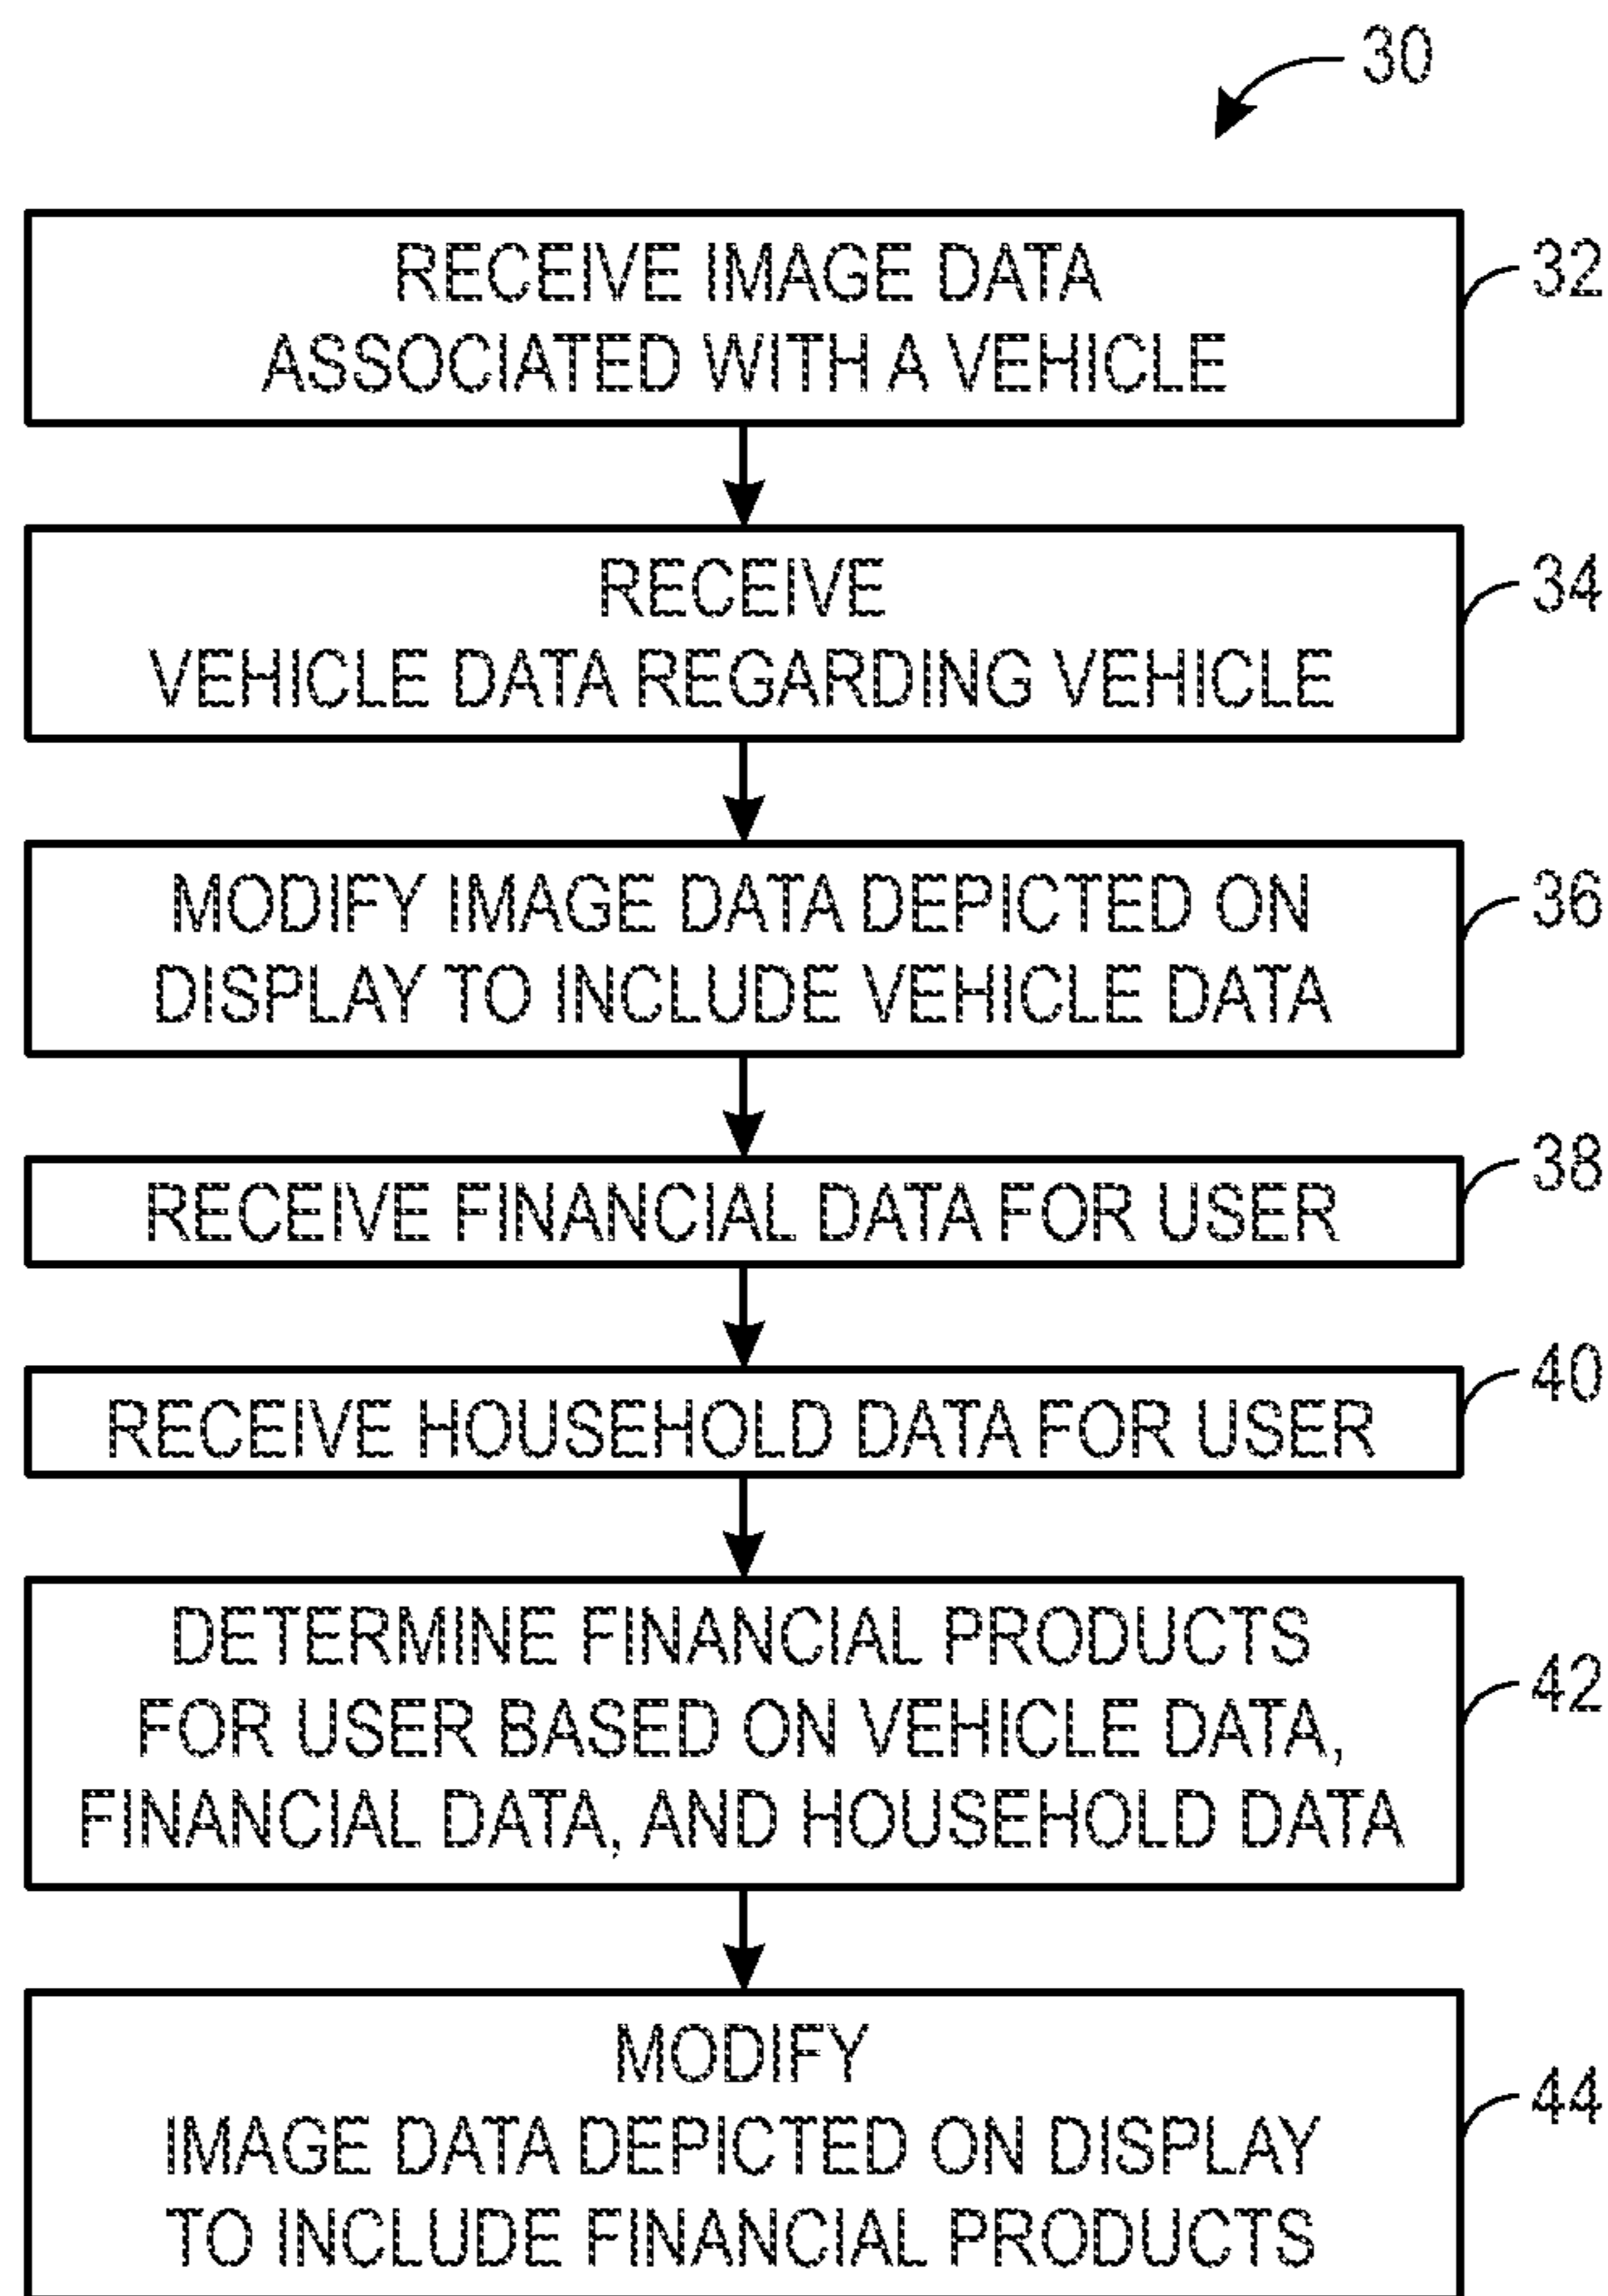 30
RECEIVE IMAGE DATA
ASSOCIATED WITH A VEHICLE
32
RECEIVE
VEHICLE DATA REGARDING VEHICLE
34
MODIFY IMAGE DATA DEPICTED ON
DISPLAY TO INCLUDE VEHICLE DATA
36
RECEIVE FINANCIAL DATA FOR USER
38
RECEIVE HOUSEHOLD DATA FOR USER
40
DETERMINE FINANCIAL PRODUCTS
FOR USER BASED ON VEHICLE DATA,
FINANCIAL DATA, AND HOUSEHOLD DATA
42
MODIFY
IMAGE DATA DEPICTED ON DISPLAY
TO INCLUDE FINANCIAL PRODUCTS
44